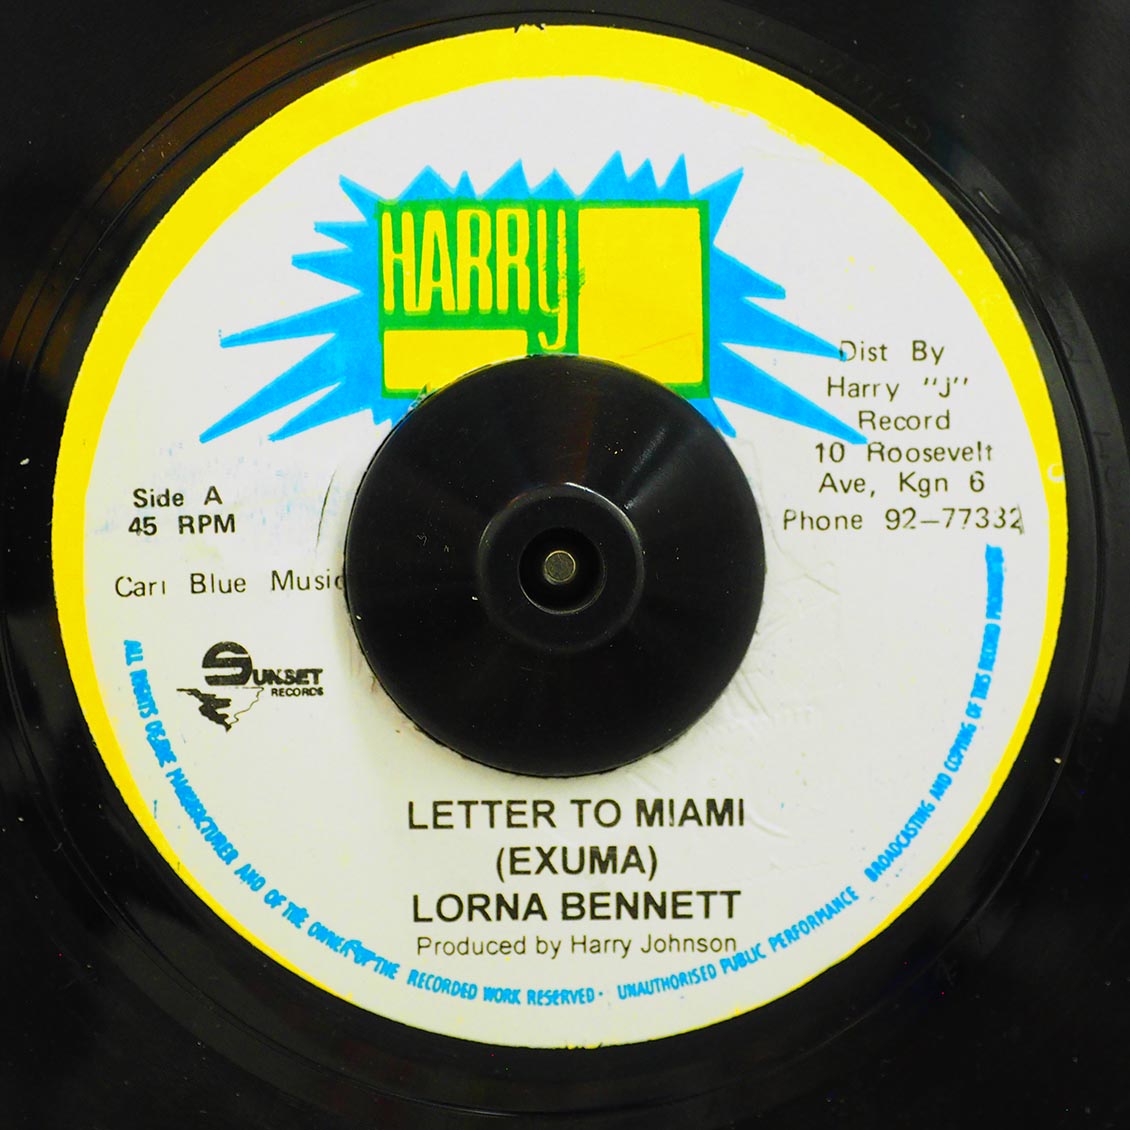 HARRY
Dist By
Harry "J"
Record
10 Roosevelt
Ave, Kgn 6
Phone 92-77332
Side A
45 RPM
Cari Blue Music
SUNSET
RECORDS
LETTER TO MIAMI
(EXUMA)
LORNA BENNETT
Produced by Harry Johnson
ALL RIGHTS MANUFACTURER AND OF THE OWNER OF THE RECORDED WORK RESERVED · UNAUTHORISED PUBLIC PERFORMANCE BROADCASTING AND COPYING OF THIS RECORD PROHIBITED